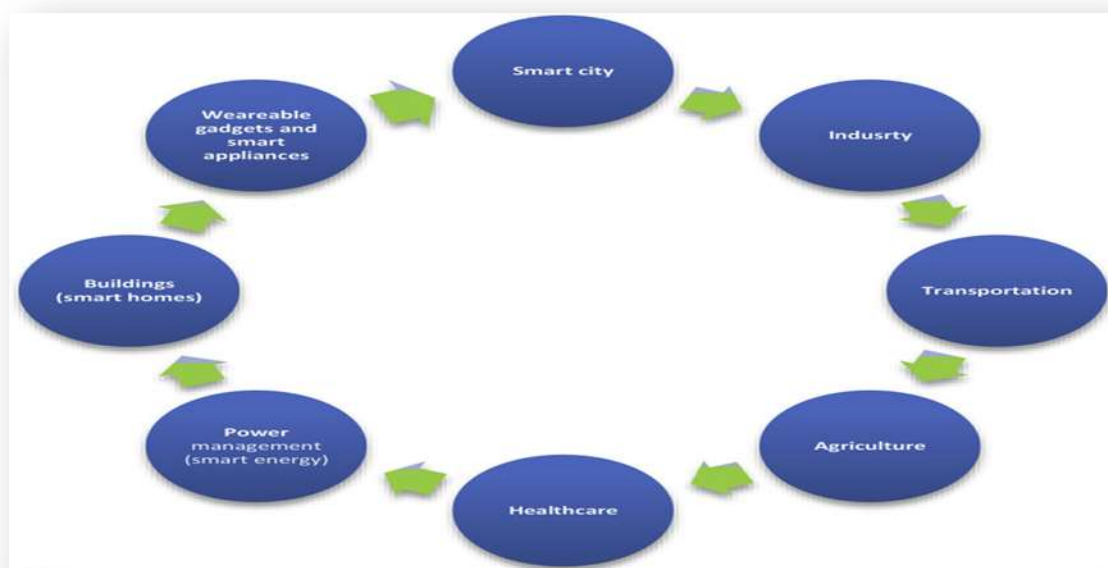 Smart city
Indusrty
Transportation
Agriculture
Healthcare
Power
management
(smart energy)
Buildings
(smart homes)
Weareable
gadgets and
smart
appliances